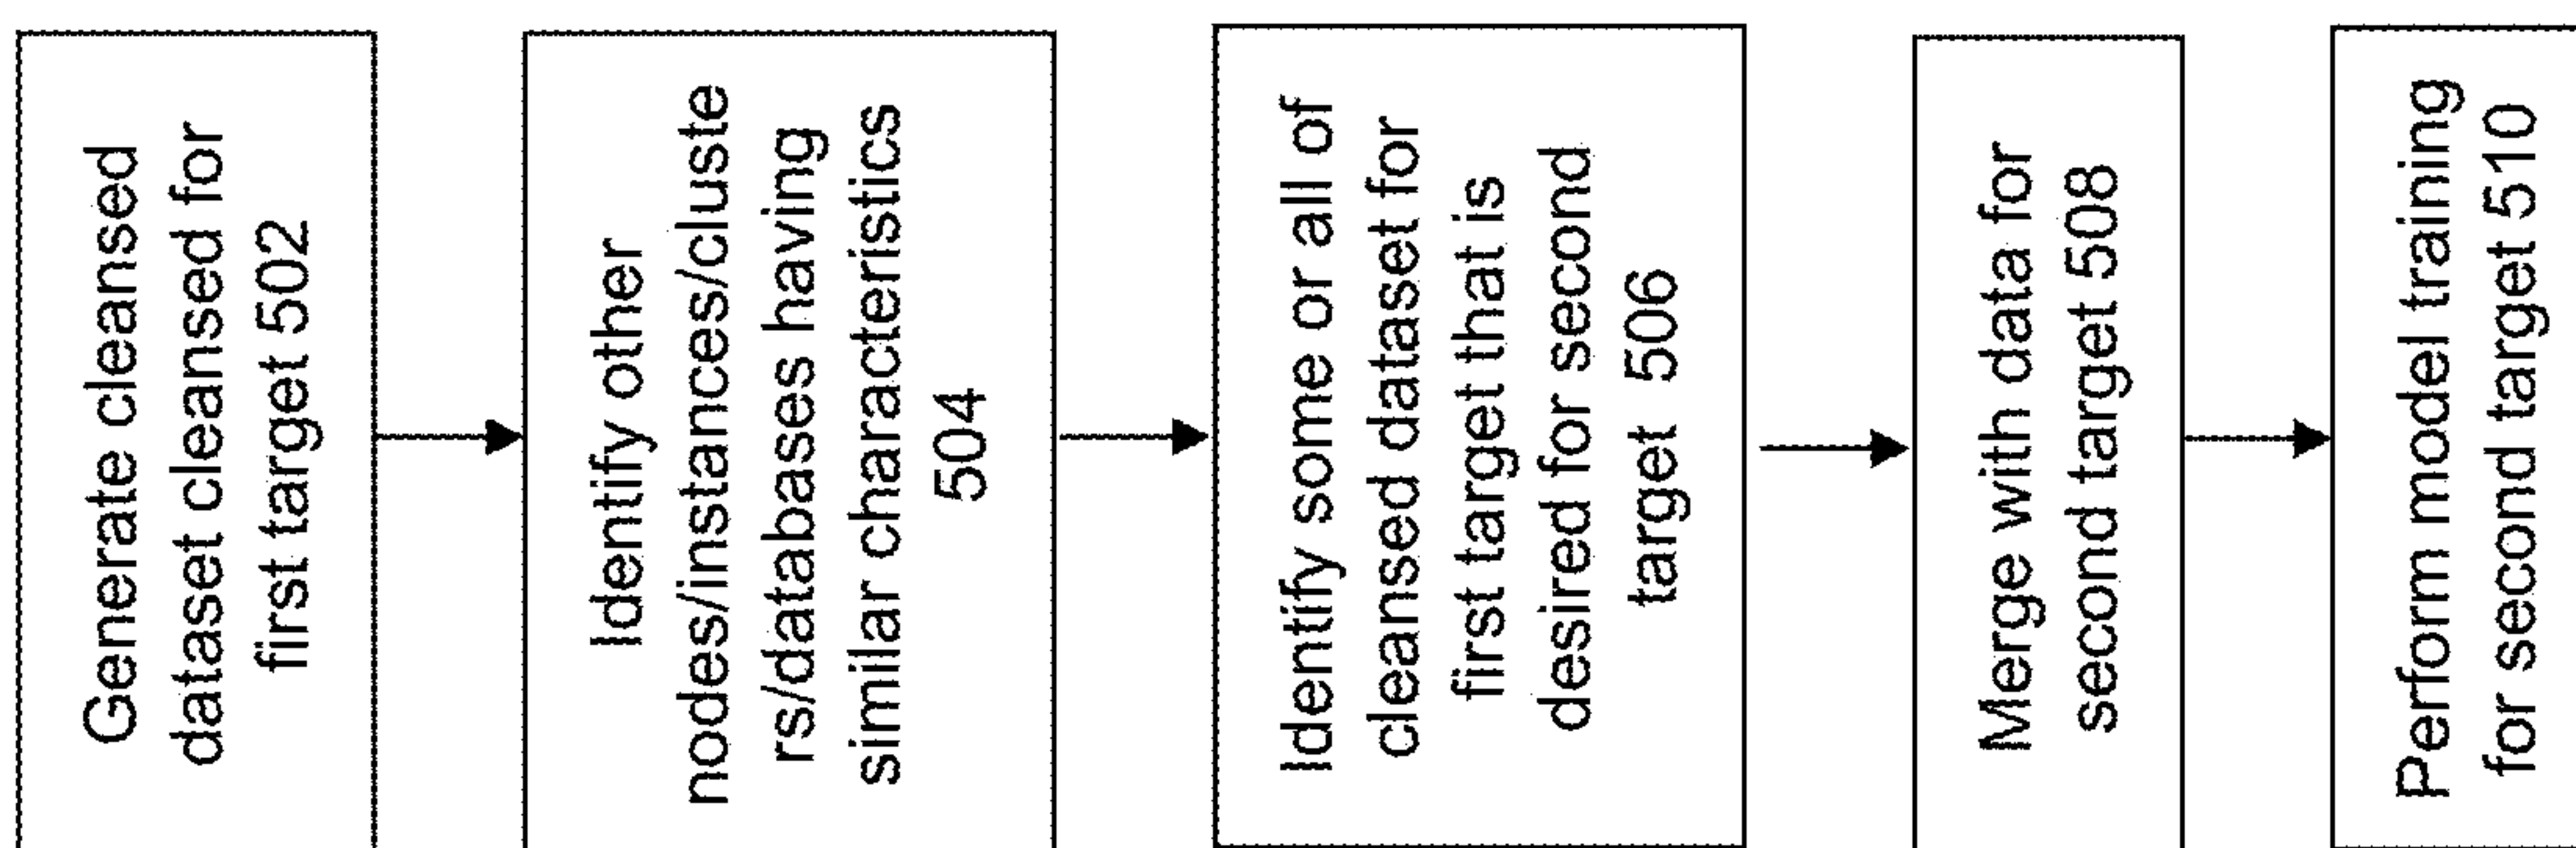 Generate cleansed
dataset cleansed for
first target 502
Identify other
nodes/instances/cluste
rs/databases having
similar characteristics
504
Identify some or all of
cleansed dataset for
first target that is
desired for second
target 506
Merge with data for
second target 508
Perform model training
for second target 510